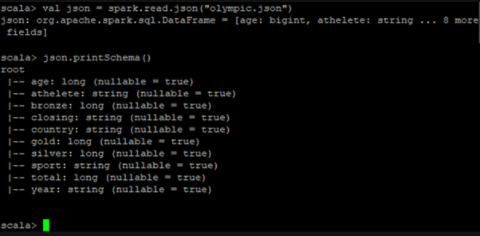 scala> val json = spark.read.json("olympic.json")
json: org.apache.spark.sql.DataFrame = [age: bigint, athelete: string ... 8 more
 fields]
scala> json.printSchema()
root
 |-- age: long (nullable = true)
 |-- athelete: string (nullable = true)
 |-- bronze: long (nullable = true)
 |-- closing: string (nullable = true)
 |-- country: string (nullable = true)
 |-- gold: long (nullable = true)
 |-- silver: long (nullable = true)
 |-- sport: string (nullable = true)
 |-- total: long (nullable = true)
 |-- year: string (nullable = true)
scala>